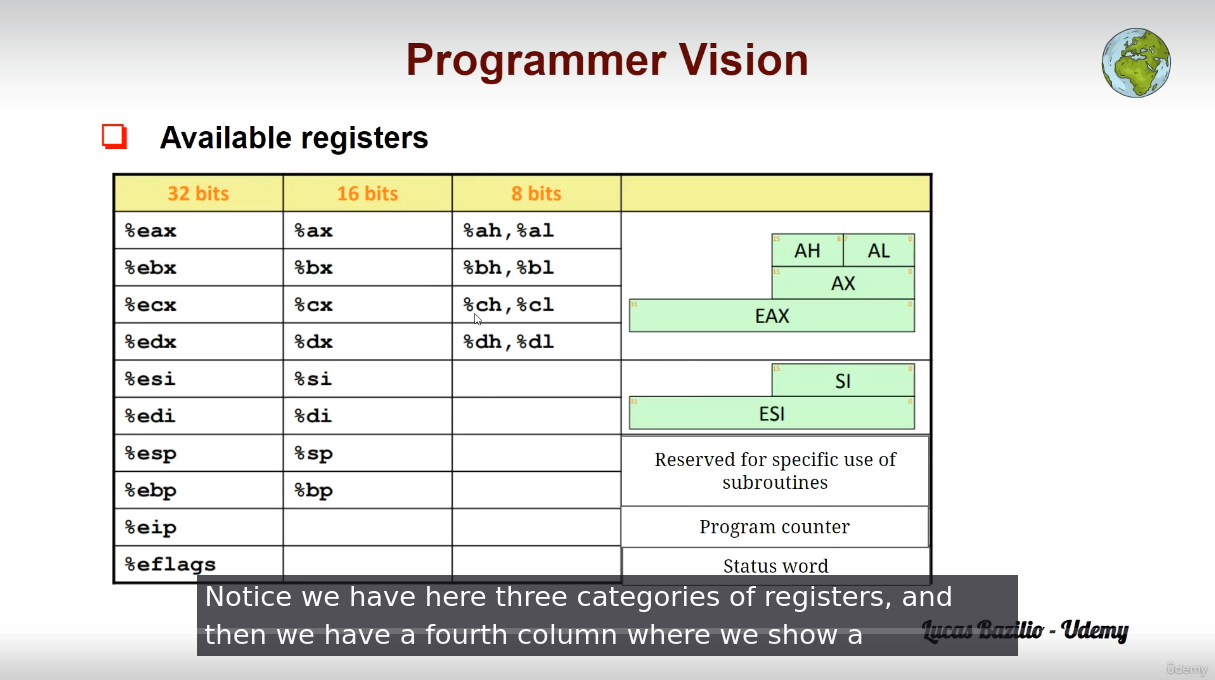 Programmer Vision
Available registers
32 bits 16 bits 8 bits
%eax %ax %ah,%al
%ebx %bx %bh,%bl
%ecx %cx %ch,%cl
%edx %dx %dh,%dl
%esi %si
%edi %di
%esp %sp
%ebp %bp
%eip
%eflags
15 8 7 0
AH AL
15 0
AX
31 0
EAX
15 0
SI
31 0
ESI
Reserved for specific use of
subroutines
Program counter
Status word
Notice we have here three categories of registers, and
then we have a fourth column where we show a
Lucas Bazilio - Udemy
Udemy